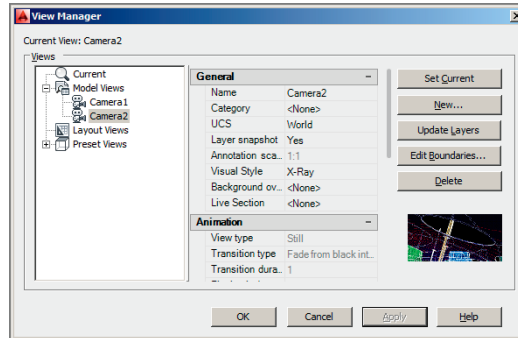 View Manager
Current View: Camera2
Views
Current
Model Views
Camera1
Camera2
Layout Views
Preset Views
General
Name Camera2
Category <None>
UCS World
Layer snapshot Yes
Annotation sca.. 1:1
Visual Style X-Ray
Background ov.. <None>
Live Section <None>
Animation
View type Still
Transition type Fade from black int..
Transition dura.. 1
Set Current
New...
Update Layers
Edit Boundaries...
Delete
OK Cancel Apply Help